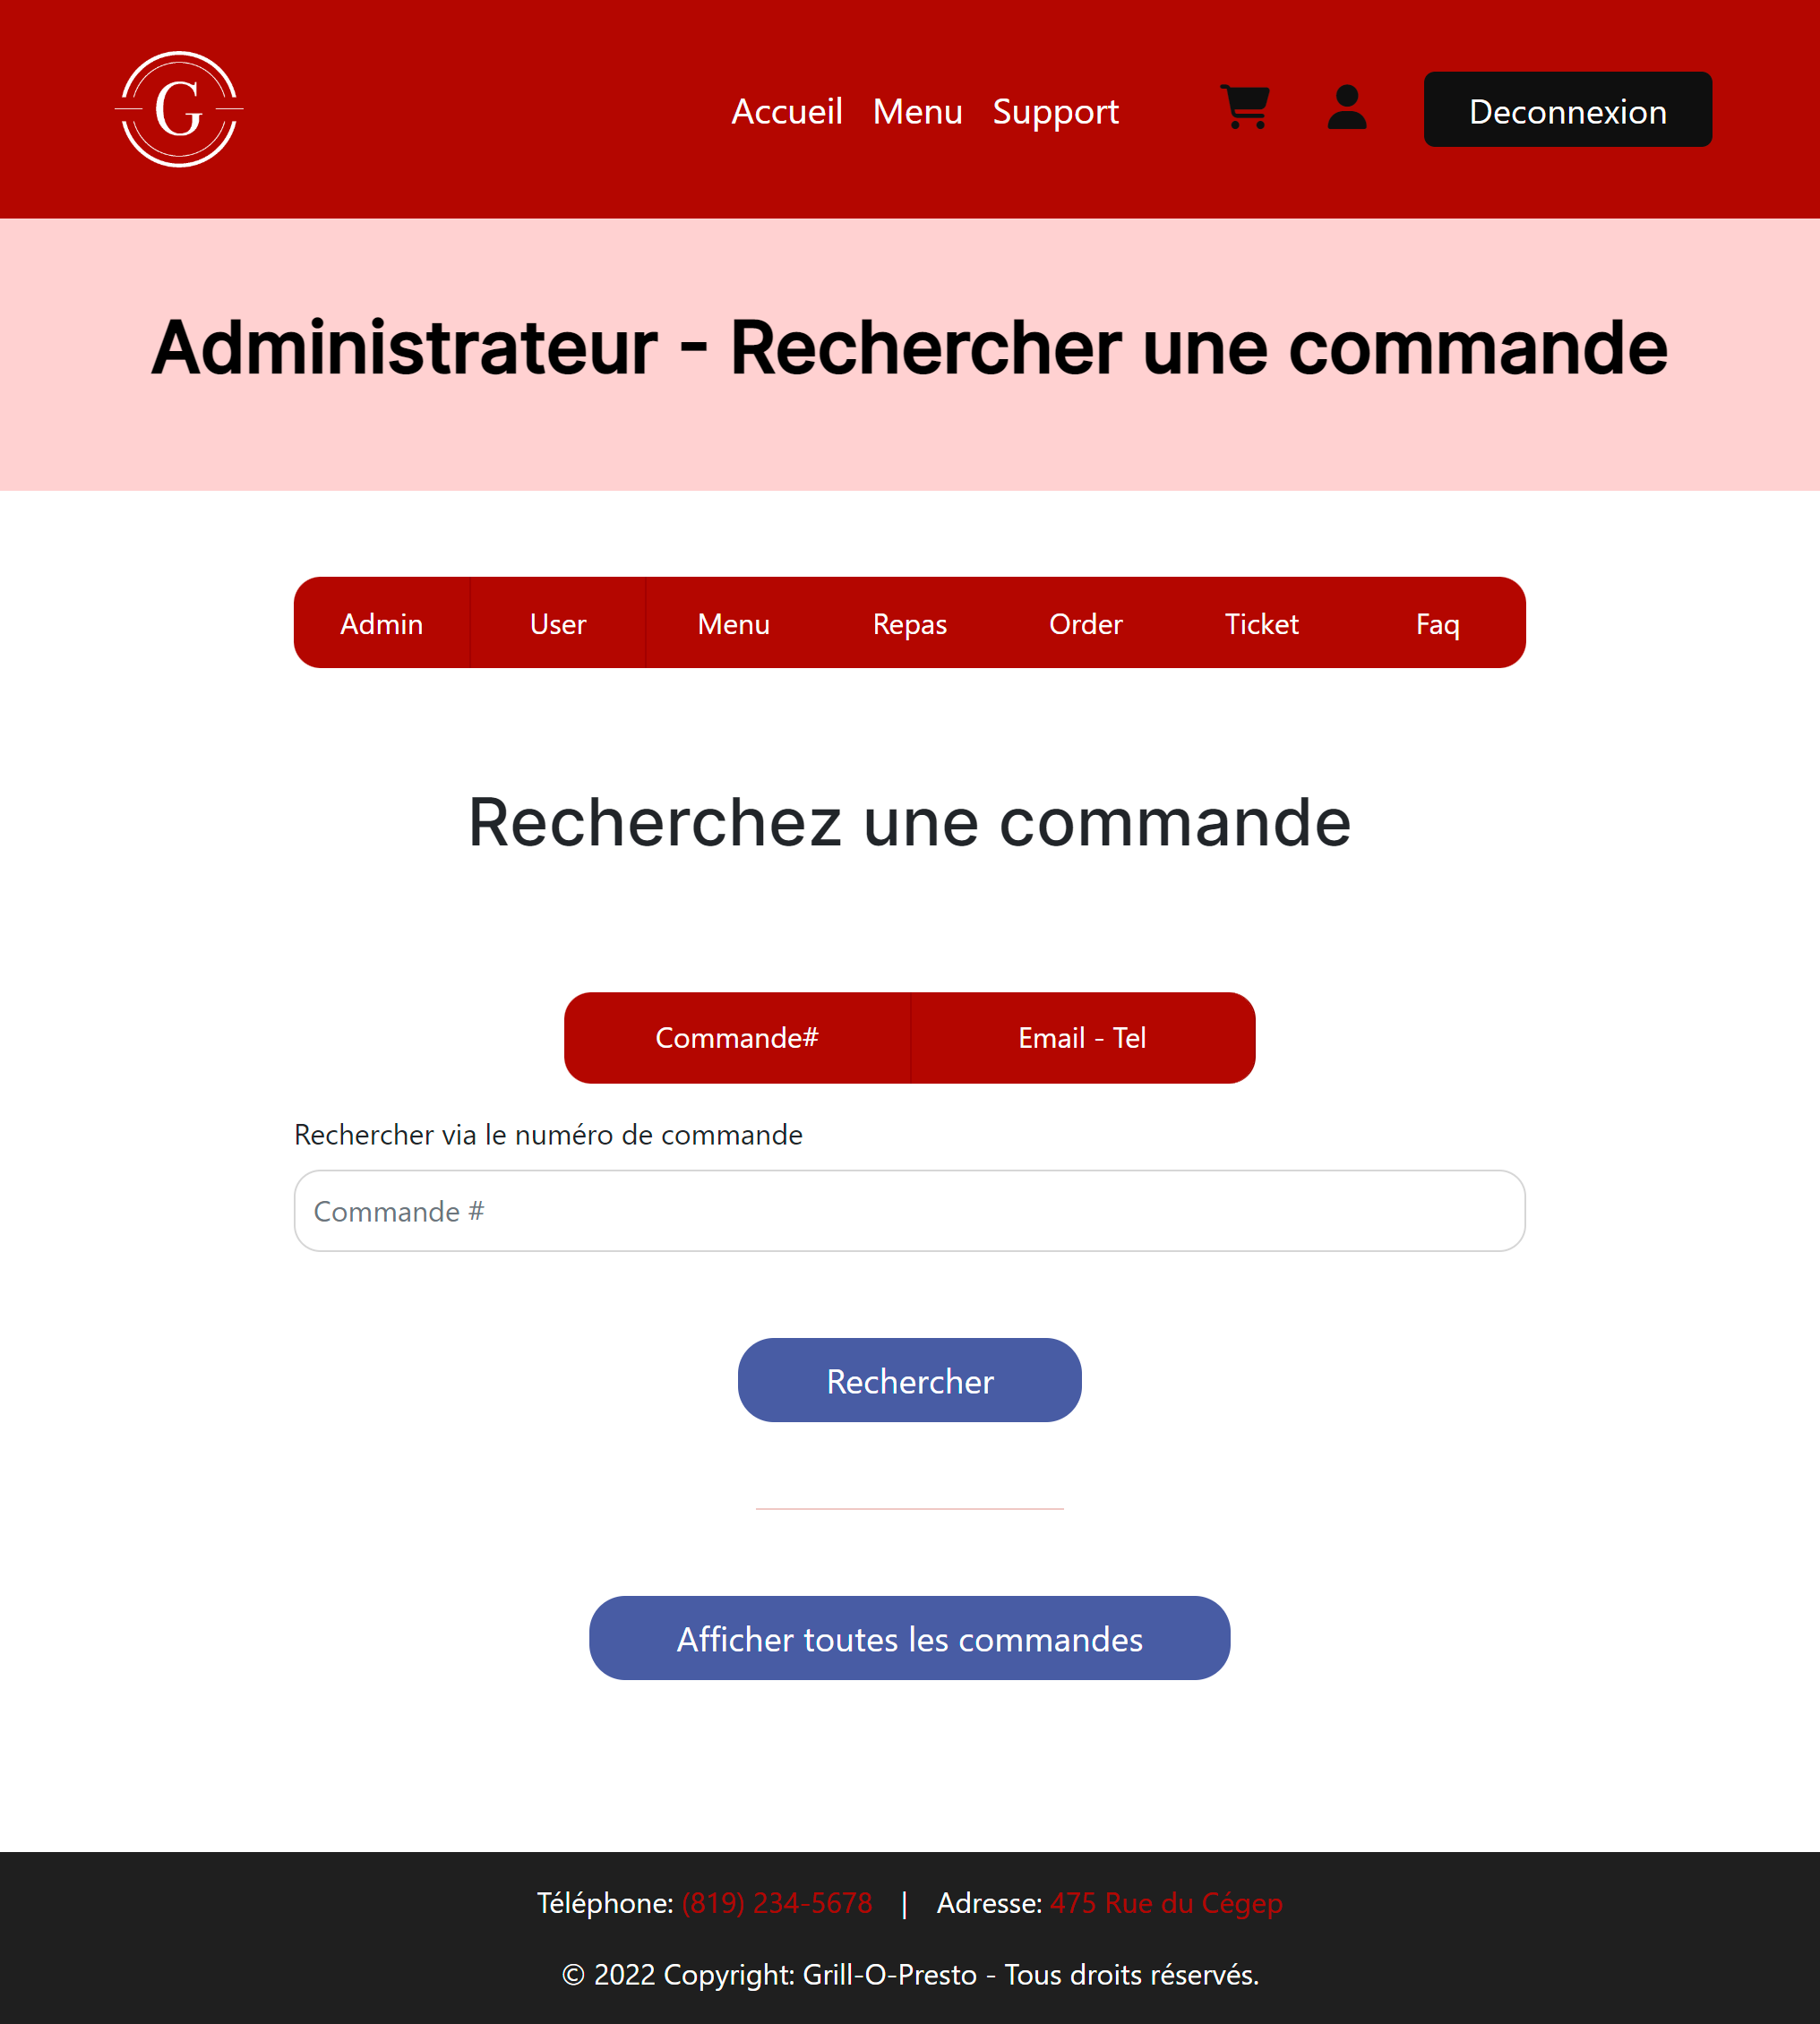 G
Accueil Menu Support Deconnexion
Administrateur - Rechercher une commande
Admin User Menu Repas Order Ticket Faq
Recherchez une commande
Commande# Email - Tel
Rechercher via le numéro de commande
Commande #
Rechercher
Afficher toutes les commandes
Téléphone: (819) 234-5678 | Adresse: 475 Rue du Cégep
© 2022 Copyright: Grill-O-Presto - Tous droits réservés.